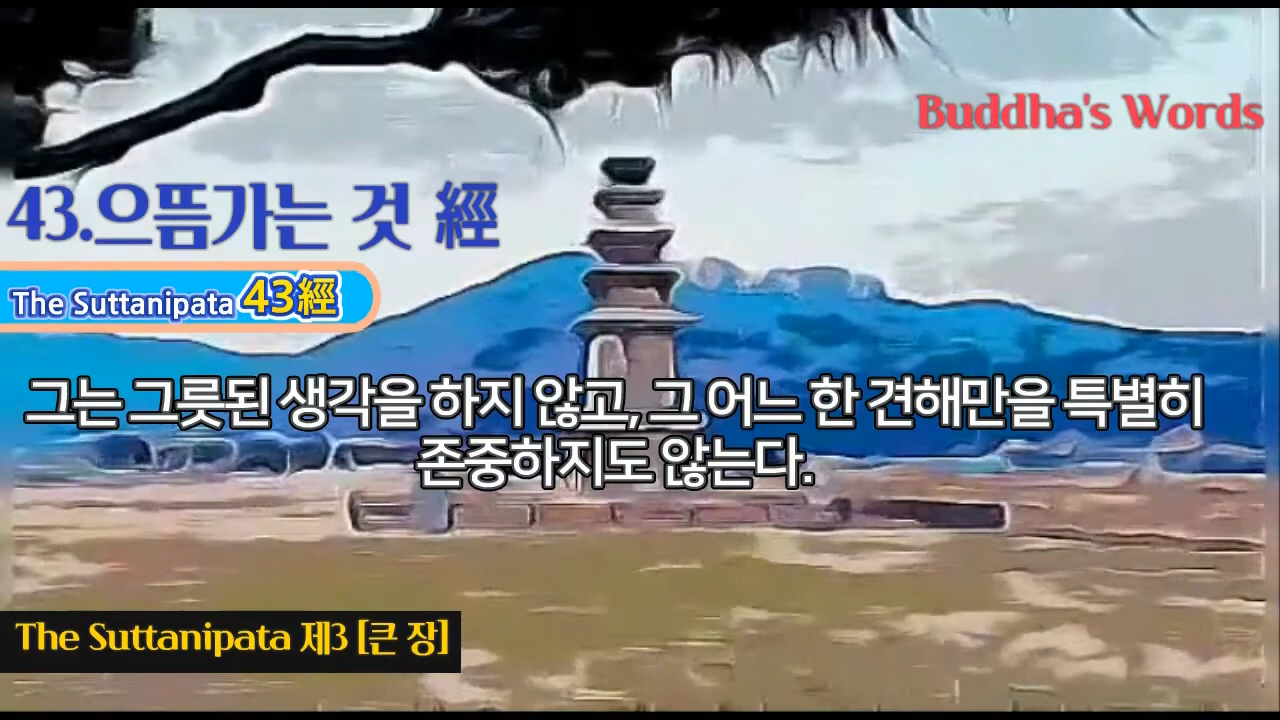 Buddha's Words
43.으뜸가는 것 經
The Suttanipata 43經
그는 그릇된 생각을 하지 않고, 그 어느 한 견해만을 특별히
존중하지도 않는다.
The Suttanipata 제3 [큰 장]